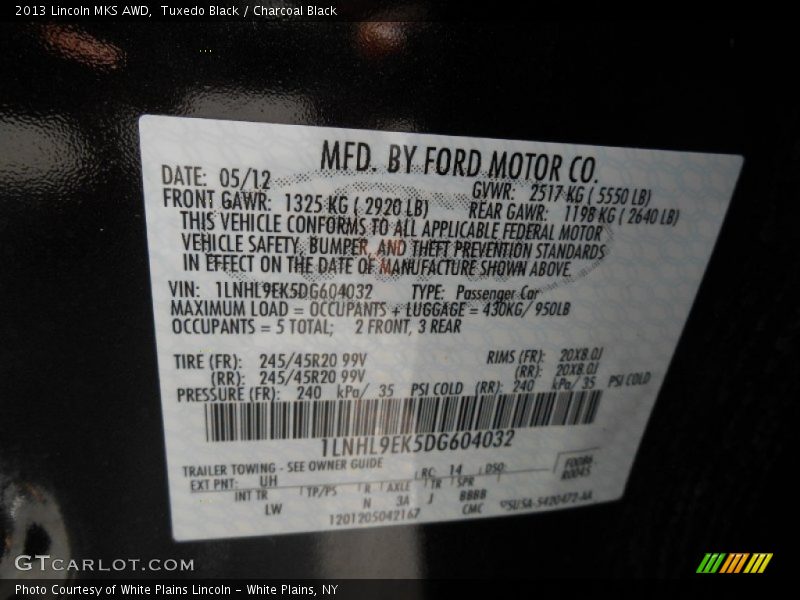 2013 Lincoln MKS AWD,  Tuxedo Black / Charcoal Black
MFD. BY FORD MOTOR CO.
DATE: 05/12 GVWR: 2517 KG ( 5550 LB)
FRONT GAWR: 1325 KG ( 2920 LB) REAR GAWR: 1198 KG ( 2640 LB)
THIS VEHICLE CONFORMS TO ALL APPLICABLE FEDERAL MOTOR
VEHICLE SAFETY, BUMPER, AND THEFT PREVENTION STANDARDS
IN EFFECT ON THE DATE OF MANUFACTURE SHOWN ABOVE.
VIN: 1LNHL9EK5DG604032 TYPE: Passenger Car
MAXIMUM LOAD = OCCUPANTS + LUGGAGE = 430KG/ 950LB
OCCUPANTS = 5 TOTAL; 2 FRONT, 3 REAR
TIRE (FR): 245/45R20 99V RIMS (FR): 20X8.0J
(RR): 245/45R20 99V (RR): 20X8.0J
PRESSURE (FR): 240 kPa/ 35 PSI COLD (RR): 240 kPa/ 35 PSI COLD
1LNHL9EK5DG604032
TRAILER TOWING - SEE OWNER GUIDE
EXT PNT: UH RC: 14 DSO: F0086
R0045
INT TR TP/PS R AXLE TR SPR
LW N 3A J BBBB
1201205042167 CMC
GTCARLOT.COM
Photo Courtesy of White Plains Lincoln - White Plains, NY